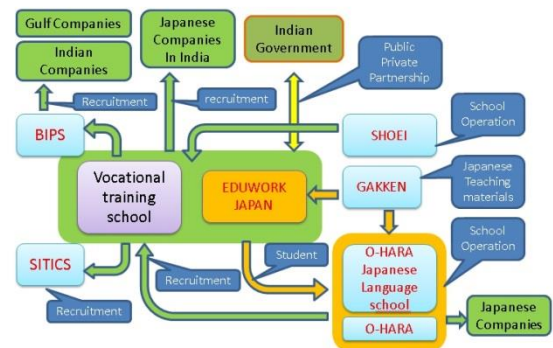 Gulf Companies
Indian
Companies
Japanese
Companies
In India
Indian
Government
Public
Private
Partnership
Recruitment
recruitment
School
Operation
BIPS
SHOEI
Vocational
training
school
EDUWORK
JAPAN
GAKKEN
Japanese
Teaching
materials
SITICS
Recruitment
Recruitment
Student
O-HARA
Japanese
Language
school
O-HARA
School
Operation
Japanese
Companies